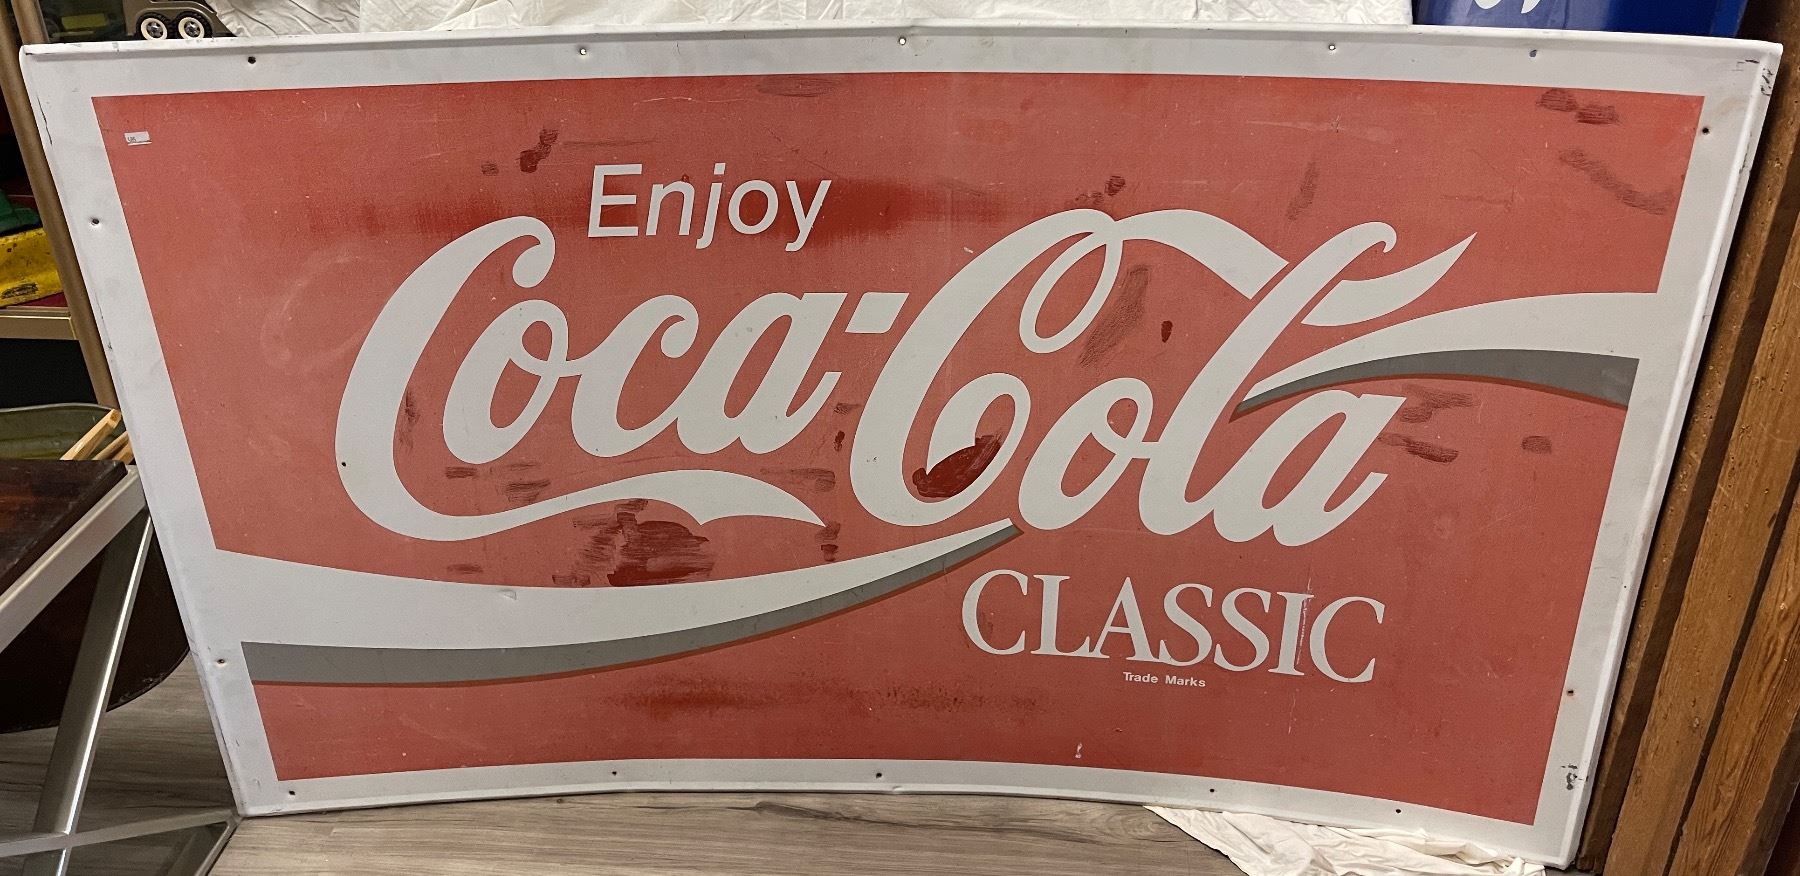 Enjoy
Coca-Cola
CLASSIC
Trade Marks